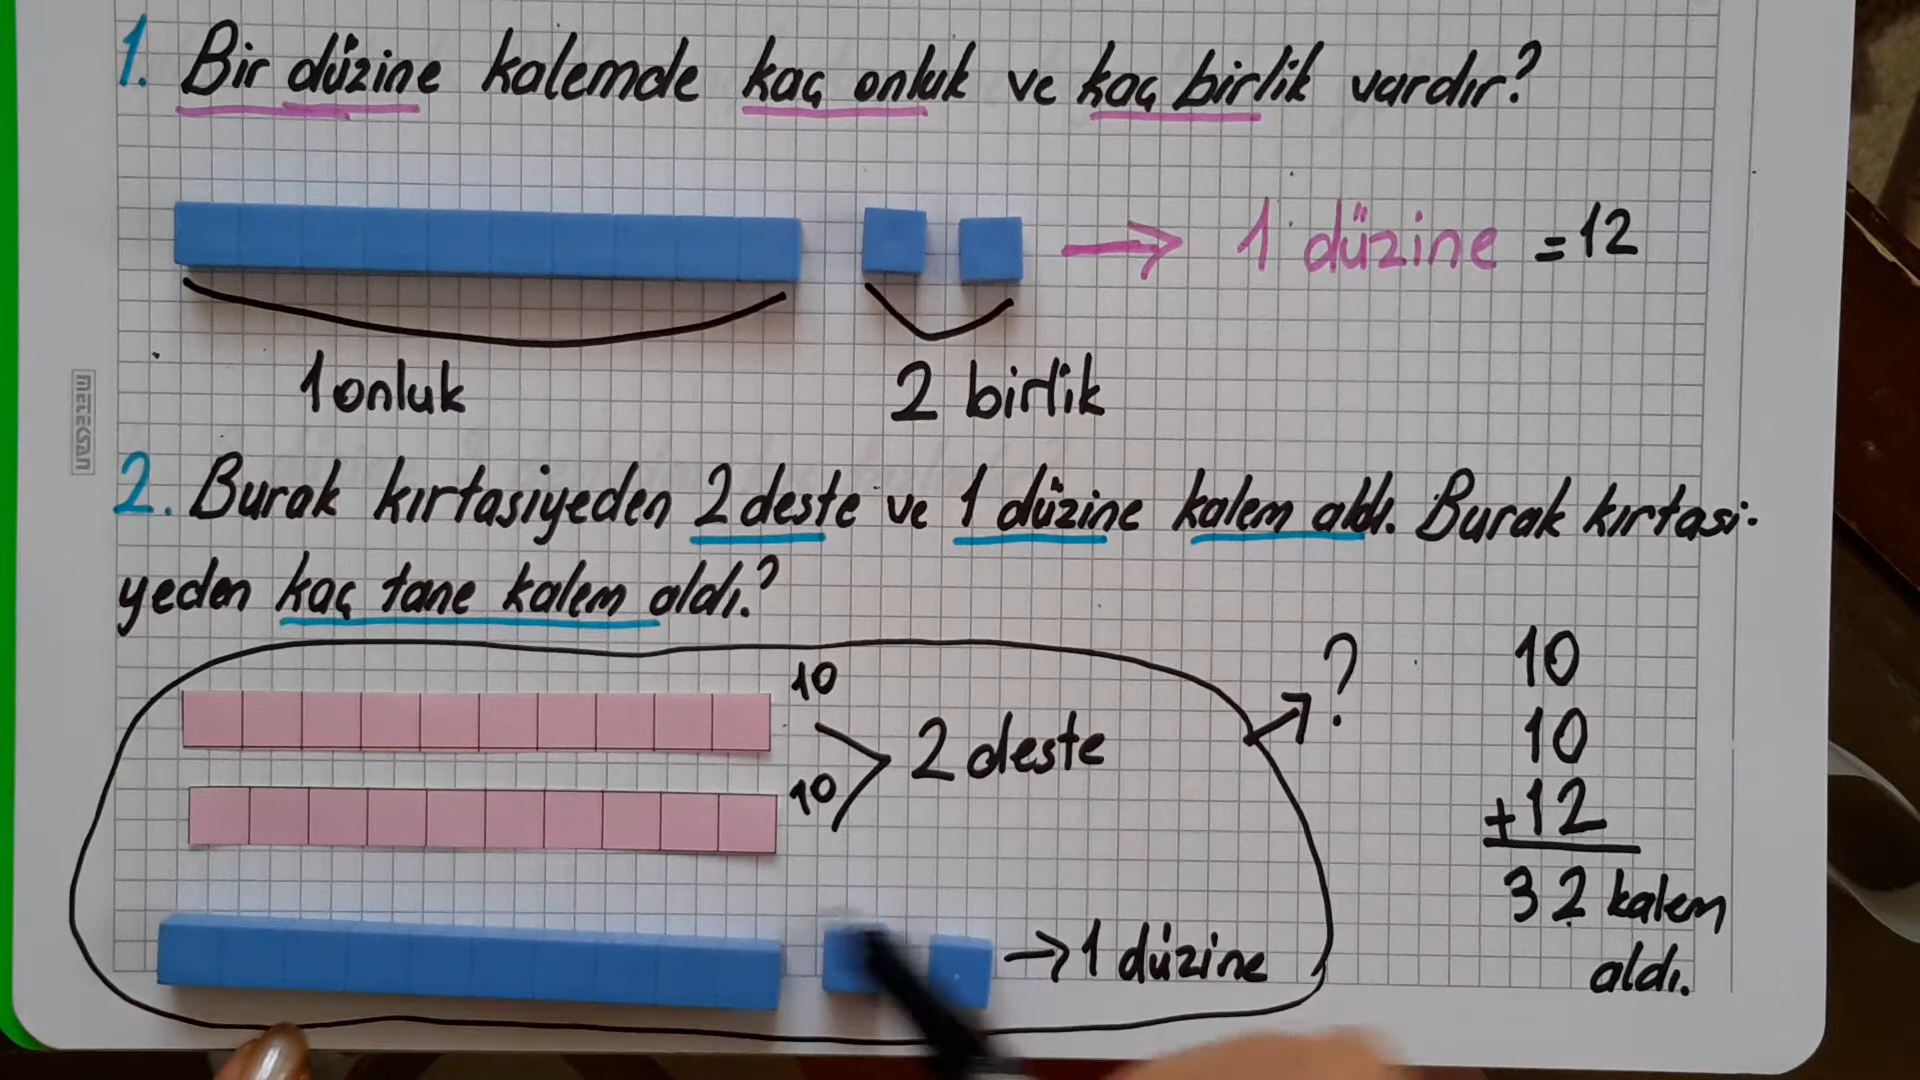 1. Bir düzine kalemde kaç onluk ve kaç birlik vardır?
→ 1 düzine = 12
1 onluk
2 birlik
METEKSAN
2. Burak kırtasiyeden 2 deste ve 1 düzine kalem aldı. Burak kırtasi-
yeden kaç tane kalem aldı?
10
10
2 deste
→ 1 düzine
?
10
10
+12
32 kalem
aldı.